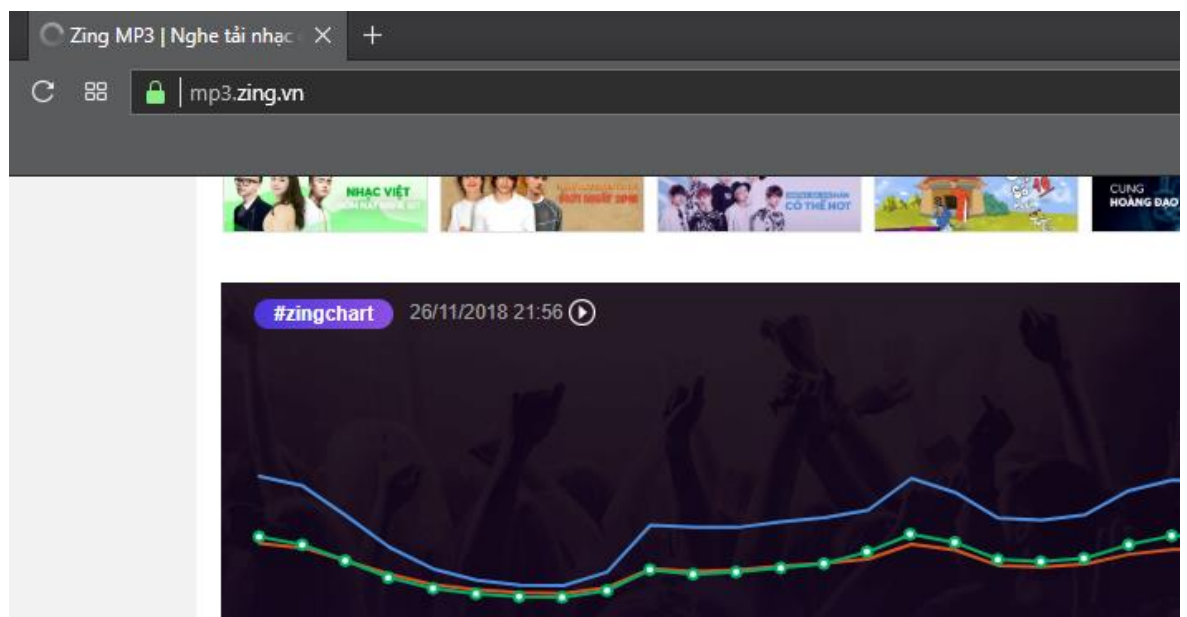 Zing MP3 | Nghe tải nhạc
mp3.zing.vn
NHẠC VIỆT
CÓ THỂ HOT
CUNG
HOÀNG ĐẠO
#zingchart 26/11/2018 21:56